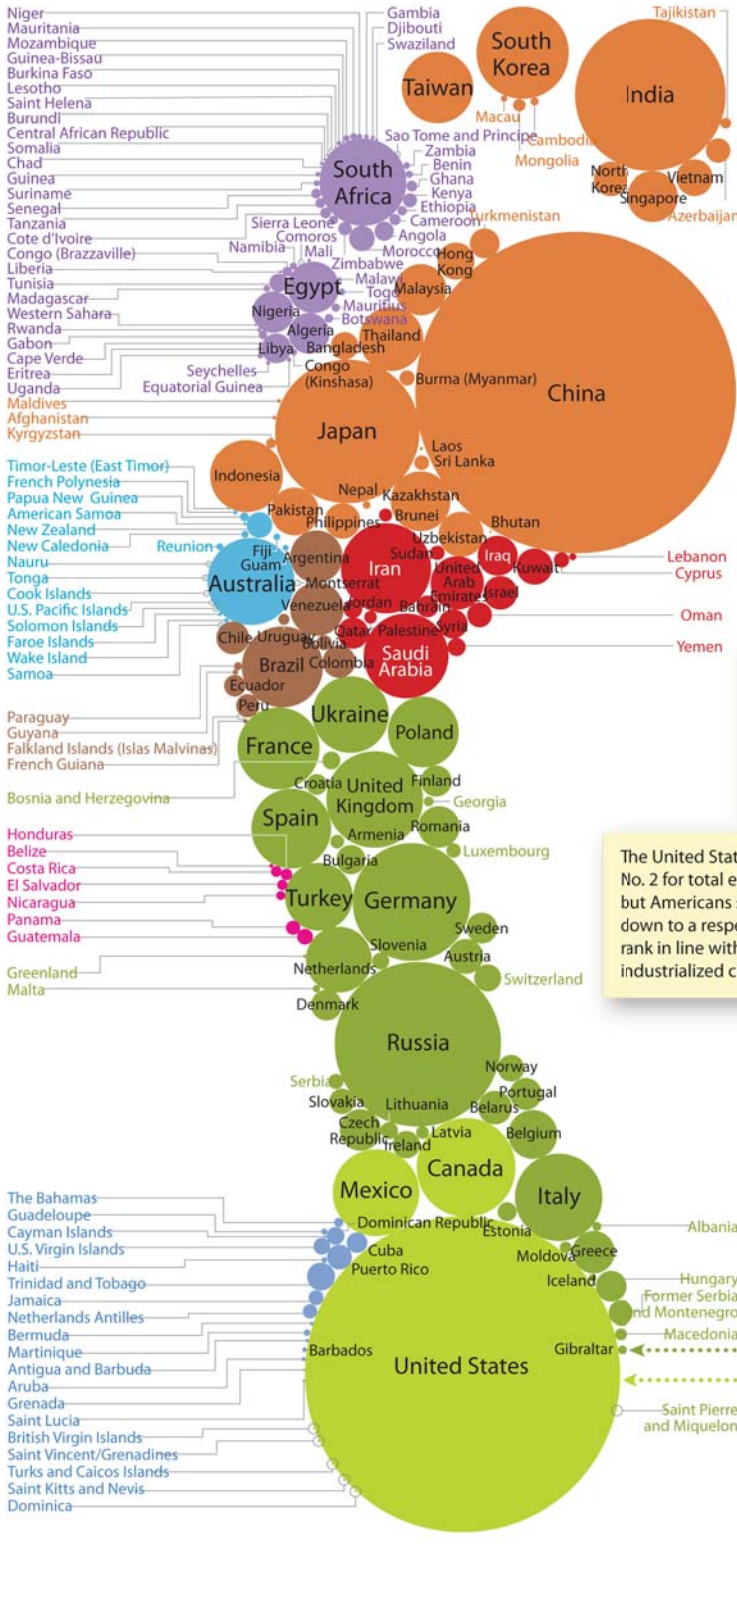 Niger
Mauritania
Mozambique
Guinea-Bissau
Burkina Faso
Lesotho
Saint Helena
Burundi
Central African Republic
Somalia
Chad
Guinea
Suriname
Senegal
Tanzania
Cote d'Ivoire
Congo (Brazzaville)
Liberia
Tunisia
Madagascar
Western Sahara
Rwanda
Gabon
Cape Verde
Eritrea
Uganda
Gambia
Djibouti
Swaziland
South
Africa
Sao Tome and Principe
Zambia
Benin
Ghana
Kenya
Ethiopia
Cameroon
Angola
Morocco
Sierra Leone
Comoros
Namibia
Mali
Zimbabwe
Egypt
Malawi
Togo
Mauritius
Botswana
Nigeria
Algeria
Libya
Congo
(Kinshasa)
Seychelles
Equatorial Guinea
Taiwan
South
Korea
Macau
Cambodia
Mongolia
Tajikistan
India
North
Korea
Vietnam
Singapore
Azerbaijan
Turkmenistan
Hong
Kong
Malaysia
Thailand
Bangladesh
Burma (Myanmar)
China
Japan
Maldives
Afghanistan
Kyrgyzstan
Laos
Sri Lanka
Indonesia
Nepal
Kazakhstan
Pakistan
Philippines
Brunei
Bhutan
Uzbekistan
Timor-Leste (East Timor)
French Polynesia
Papua New Guinea
American Samoa
New Zealand
New Caledonia
Nauru
Tonga
Cook Islands
U.S. Pacific Islands
Solomon Islands
Faroe Islands
Wake Island
Samoa
Reunion
Fiji
Guam
Australia
Argentina
Montserrat
Venezuela
Chile
Uruguay
Bolivia
Brazil
Colombia
Ecuador
Peru
Paraguay
Guyana
Falkland Islands (Islas Malvinas)
French Guiana
Iran
Sudan
Iraq
Kuwait
United
Arab
Emirates
Israel
Jordan
Bahrain
Qatar
Palestine
Syria
Saudi
Arabia
Lebanon
Cyprus
Oman
Yemen
Ukraine
France
Poland
Croatia
United
Kingdom
Finland
Georgia
Bosnia and Herzegovina
Spain
Armenia
Romania
Bulgaria
Luxembourg
Honduras
Belize
Costa Rica
El Salvador
Nicaragua
Panama
Guatemala
Turkey
Germany
Sweden
Slovenia
Austria
Netherlands
Switzerland
Greenland
Malta
Denmark
The United Stat
No. 2 for total e
but Americans
down to a respe
rank in line with
industrialized c
Russia
Norway
Serbia
Slovakia
Lithuania
Portugal
Belarus
Czech
Republic
Ireland
Latvia
Belgium
Canada
Mexico
Italy
Dominican Republic
Estonia
Albania
Cuba
Puerto Rico
Moldova
Greece
Iceland
Hungary
Former Serbia
nd Montenegro
Macedonia
Gibraltar
Barbados
United States
Saint Pierre
and Miquelon
The Bahamas
Guadeloupe
Cayman Islands
U.S. Virgin Islands
Haiti
Trinidad and Tobago
Jamaica
Netherlands Antilles
Bermuda
Martinique
Antigua and Barbuda
Aruba
Grenada
Saint Lucia
British Virgin Islands
Saint Vincent/Grenadines
Turks and Caicos Islands
Saint Kitts and Nevis
Dominica